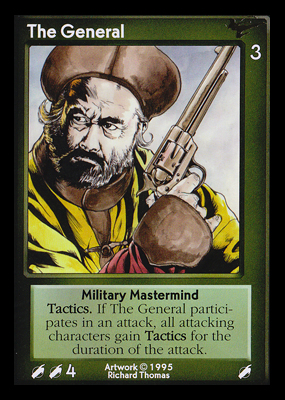 The General
3
Military Mastermind
Tactics. If The General partici-
pates in an attack, all attacking
characters gain Tactics for the
duration of the attack.
4
Artwork © 1995
Richard Thomas